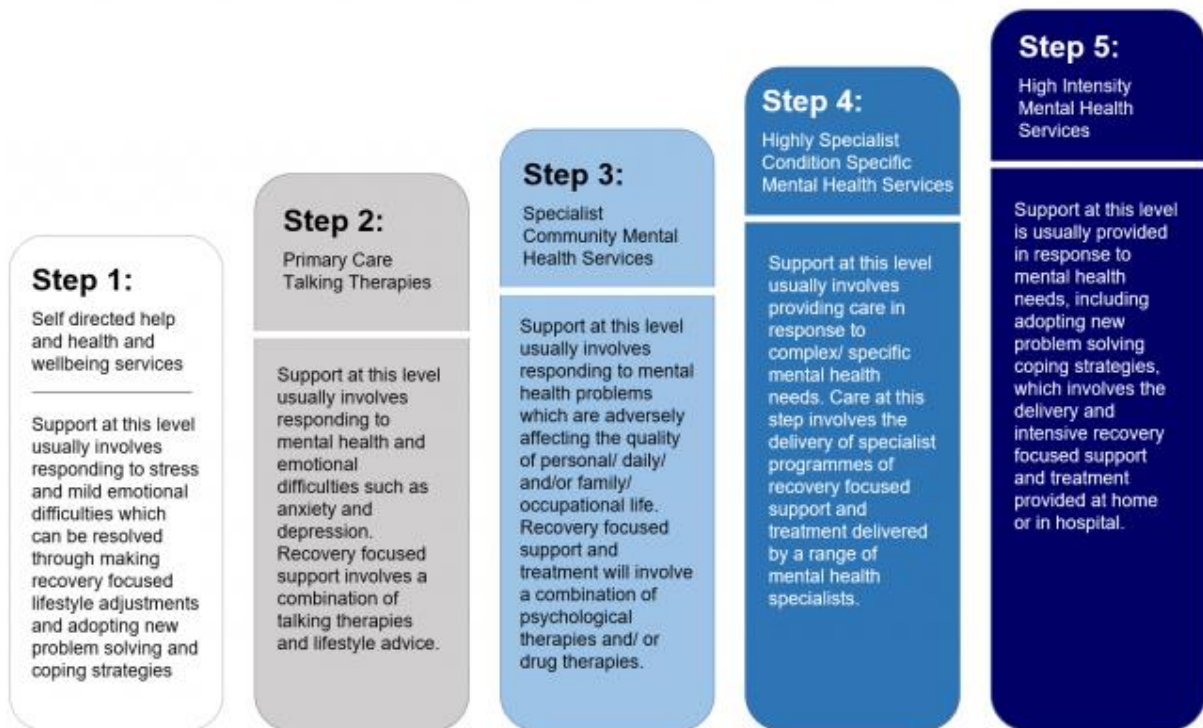 Step 1:
Self directed help
and health and
wellbeing services
Support at this level
usually involves
responding to stress
and mild emotional
difficulties which
can be resolved
through making
recovery focused
lifestyle adjustments
and adopting new
problem solving and
coping strategies
Step 2:
Primary Care
Talking Therapies
Support at this level
usually involves
responding to
mental health and
emotional
difficulties such as
anxiety and
depression.
Recovery focused
support involves a
combination of
talking therapies
and lifestyle advice.
Step 3:
Specialist
Community Mental
Health Services
Support at this level
usually involves
responding to mental
health problems
which are adversely
affecting the quality
of personal/ daily/
and/or family/
occupational life.
Recovery focused
support and
treatment will involve
a combination of
psychological
therapies and/ or
drug therapies.
Step 4:
Highly Specialist
Condition Specific
Mental Health Services
Support at this level
usually involves
providing care in
response to
complex/ specific
mental health
needs. Care at this
step involves the
delivery of specialist
programmes of
recovery focused
support and
treatment delivered
by a range of
mental health
specialists.
Step 5:
High Intensity
Mental Health
Services
Support at this level
is usually provided
in response to
mental health
needs, including
adopting new
problem solving
coping strategies,
which involves the
delivery and
intensive recovery
focused support
and treatment
provided at home
or in hospital.